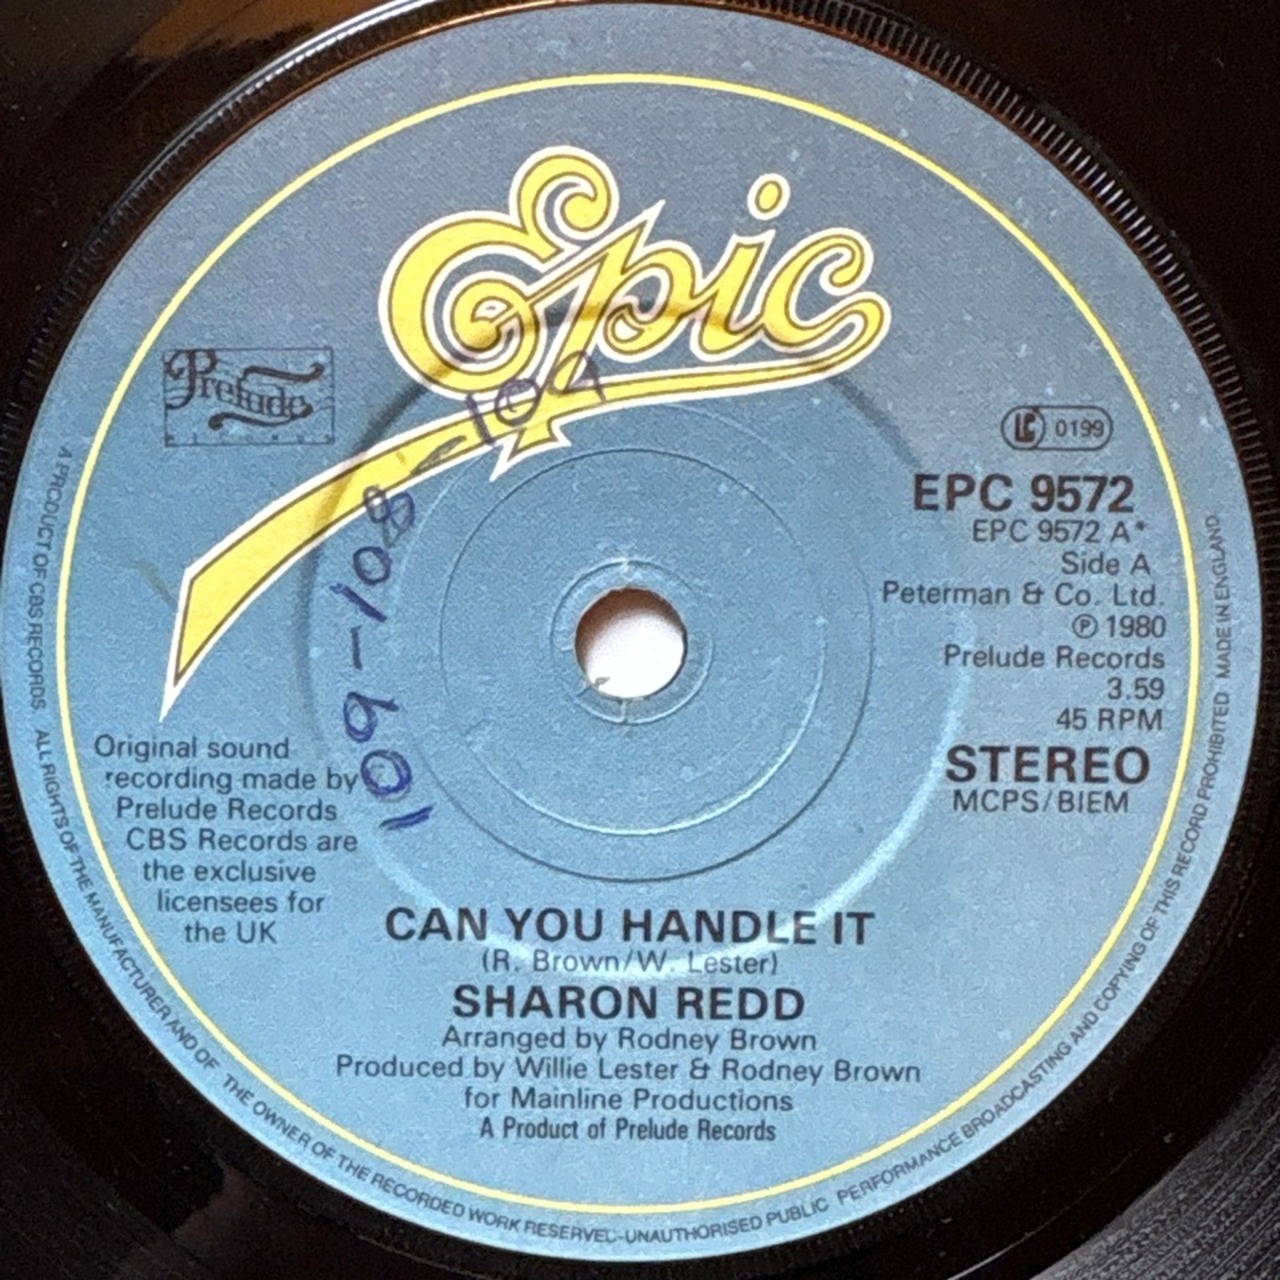 Epic
Prelude
RECORDS
LC 0199
EPC 9572
EPC 9572 A*
Side A
Peterman & Co. Ltd.
℗ 1980
Prelude Records
3.59
45 RPM
STEREO
MCPS/BIEM
109-108-109
Original sound
recording made by
Prelude Records
CBS Records are
the exclusive
licensees for
the UK
CAN YOU HANDLE IT
(R. Brown/W. Lester)
SHARON REDD
Arranged by Rodney Brown
Produced by Willie Lester & Rodney Brown
for Mainline Productions
A Product of Prelude Records
A PRODUCT OF CBS RECORDS ALL RIGHTS OF THE MANUFACTURER AND OF THE OWNER OF THE RECORDED WORK RESERVED-UNAUTHORISED PUBLIC PERFORMANCE BROADCASTING AND COPYING OF THIS RECORD PROHIBITED MADE IN ENGLAND